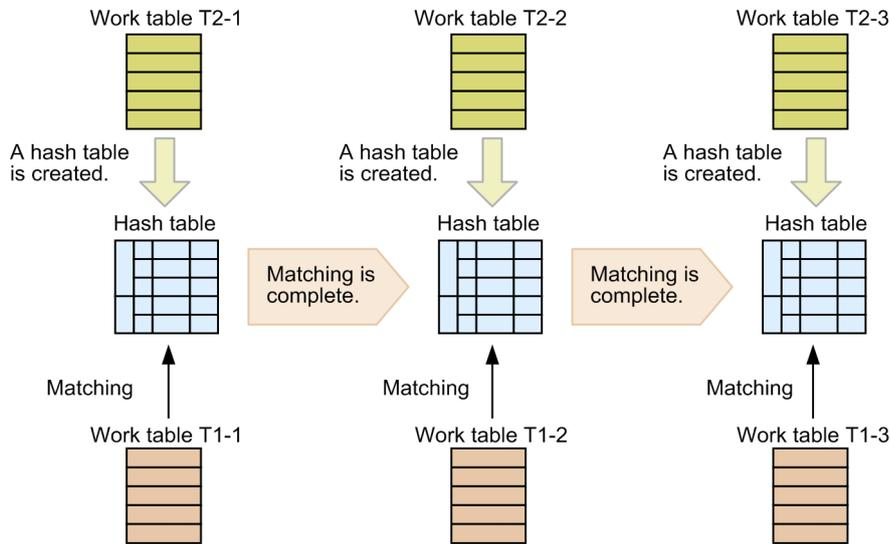 Work table T2-1
Work table T2-2
Work table T2-3
A hash table
is created.
A hash table
is created.
A hash table
is created.
Hash table
Hash table
Hash table
Matching is
complete.
Matching is
complete.
Matching
Matching
Matching
Work table T1-1
Work table T1-2
Work table T1-3